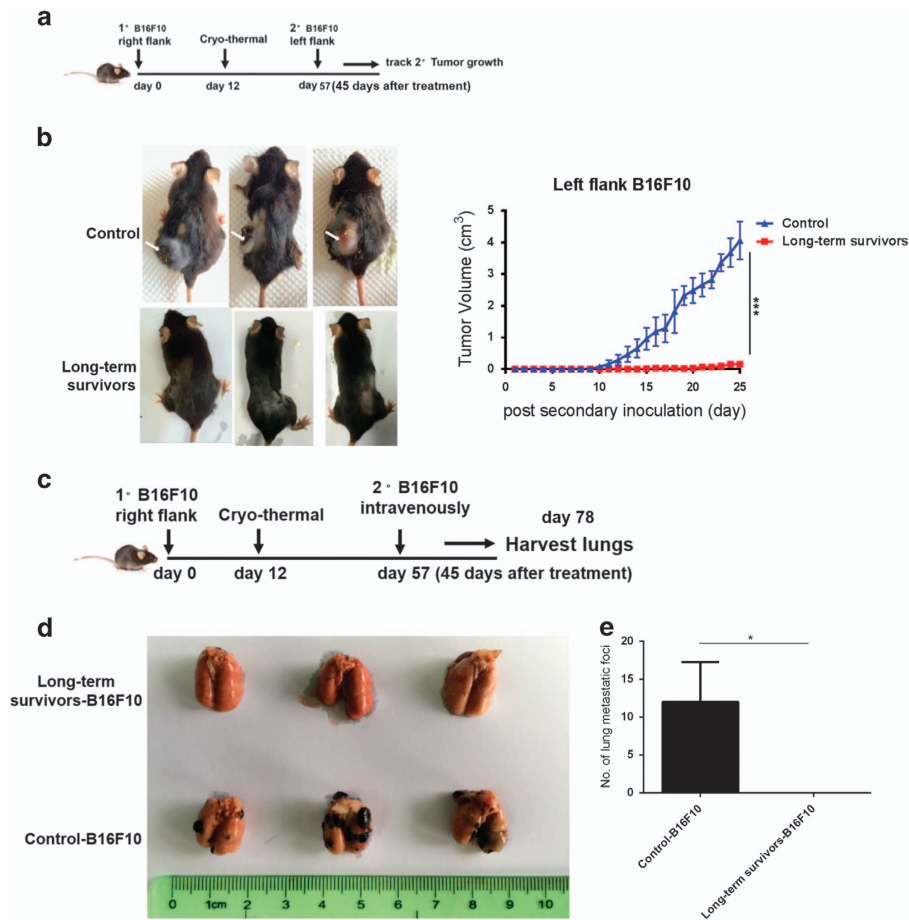 a
1° B16F10
right flank
Cryo-thermal
2° B16F10
left flank
track 2° Tumor growth
day 0
day 12
day 57 (45 days after treatment)
b
Control
Long-term
survivors
Left flank B16F10
Tumor Volume (cm³)
5
4
3
2
1
0
0
5
10
15
20
25
post secondary inoculation (day)
Control
Long-term survivors
***
c
1° B16F10
right flank
Cryo-thermal
2° B16F10
intravenously
day 78
Harvest lungs
day 0
day 12
day 57 (45 days after treatment)
d
Long-term
survivors-B16F10
Control-B16F10
0 1cm 2 3 4 5 6 7 8 9 10
e
No. of lung metastatic foci
20
15
10
5
0
*
Control-B16F10
Long-term survivors-B16F10